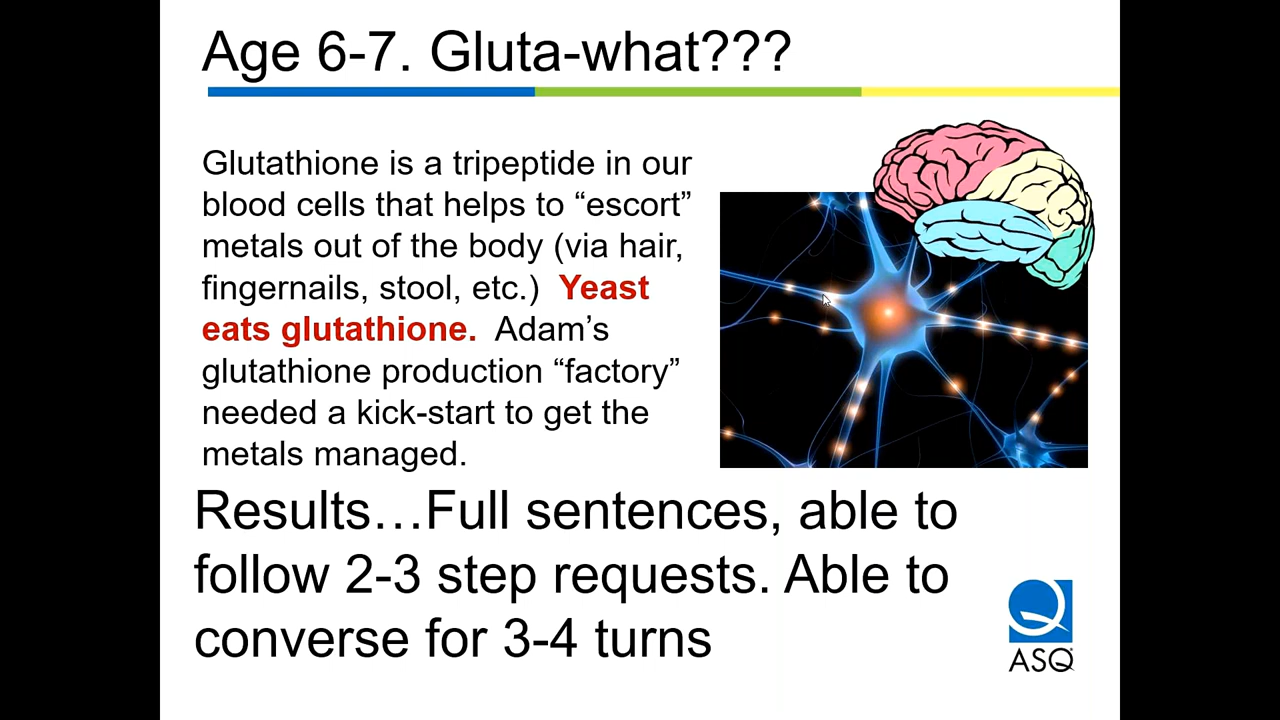 Age 6-7. Gluta-what???
Glutathione is a tripeptide in our
blood cells that helps to “escort”
metals out of the body (via hair,
fingernails, stool, etc.) Yeast
eats glutathione. Adam’s
glutathione production “factory”
needed a kick-start to get the
metals managed.
Results…Full sentences, able to
follow 2-3 step requests. Able to
converse for 3-4 turns
ASQ